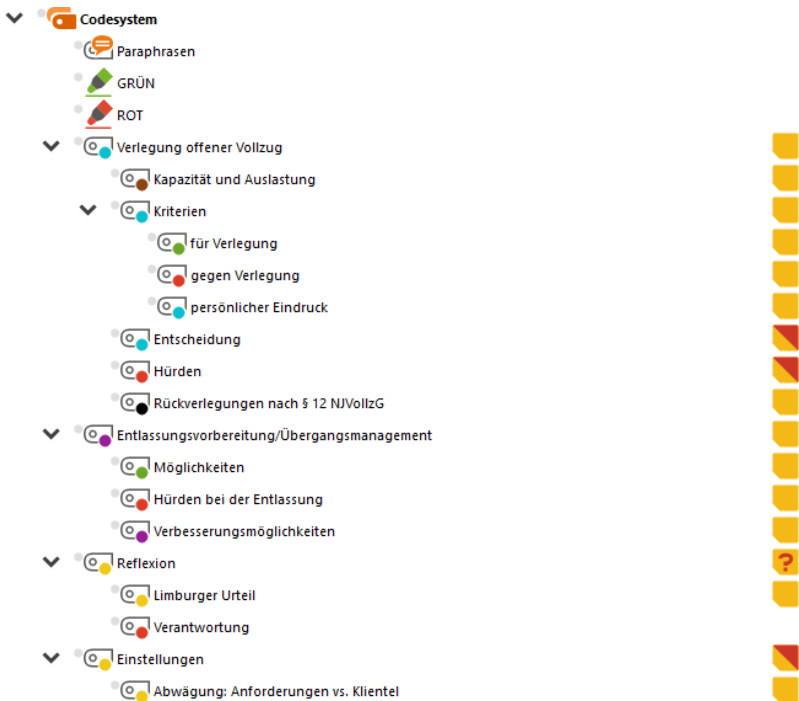 Codesystem
Paraphrasen
GRÜN
ROT
Verlegung offener Vollzug
Kapazität und Auslastung
Kriterien
für Verlegung
gegen Verlegung
persönlicher Eindruck
Entscheidung
Hürden
Rückverlegungen nach § 12 NJVollzG
Entlassungsvorbereitung/Übergangsmanagement
Möglichkeiten
Hürden bei der Entlassung
Verbesserungsmöglichkeiten
Reflexion
?
Limburger Urteil
Verantwortung
Einstellungen
Abwägung: Anforderungen vs. Klientel